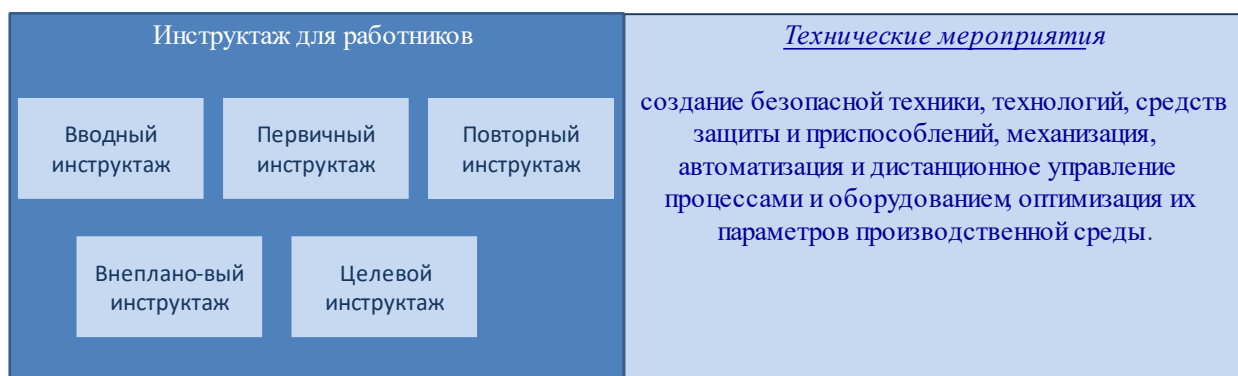 Инструктаж для работников
Вводный
инструктаж
Первичный
инструктаж
Повторный
инструктаж
Внеплано-вый
инструктаж
Целевой
инструктаж
Технические мероприятия
создание безопасной техники, технологий, средств
защиты и приспособлений, механизация,
автоматизация и дистанционное управление
процессами и оборудованием, оптимизация их
параметров производственной среды.